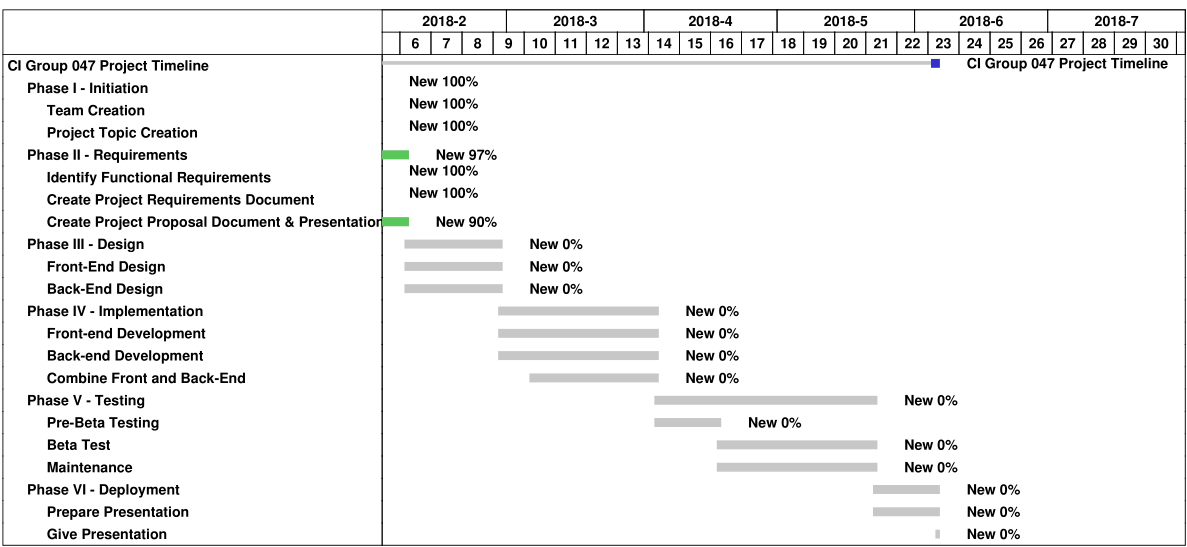 2018-2 2018-3 2018-4 2018-5 2018-6 2018-7
6 7 8 9 10 11 12 13 14 15 16 17 18 19 20 21 22 23 24 25 26 27 28 29 30
CI Group 047 Project Timeline CI Group 047 Project Timeline
Phase I - Initiation New 100%
Team Creation New 100%
Project Topic Creation New 100%
Phase II - Requirements New 97%
Identify Functional Requirements New 100%
Create Project Requirements Document New 100%
Create Project Proposal Document & Presentation New 90%
Phase III - Design New 0%
Front-End Design New 0%
Back-End Design New 0%
Phase IV - Implementation New 0%
Front-end Development New 0%
Back-end Development New 0%
Combine Front and Back-End New 0%
Phase V - Testing New 0%
Pre-Beta Testing New 0%
Beta Test New 0%
Maintenance New 0%
Phase VI - Deployment New 0%
Prepare Presentation New 0%
Give Presentation New 0%